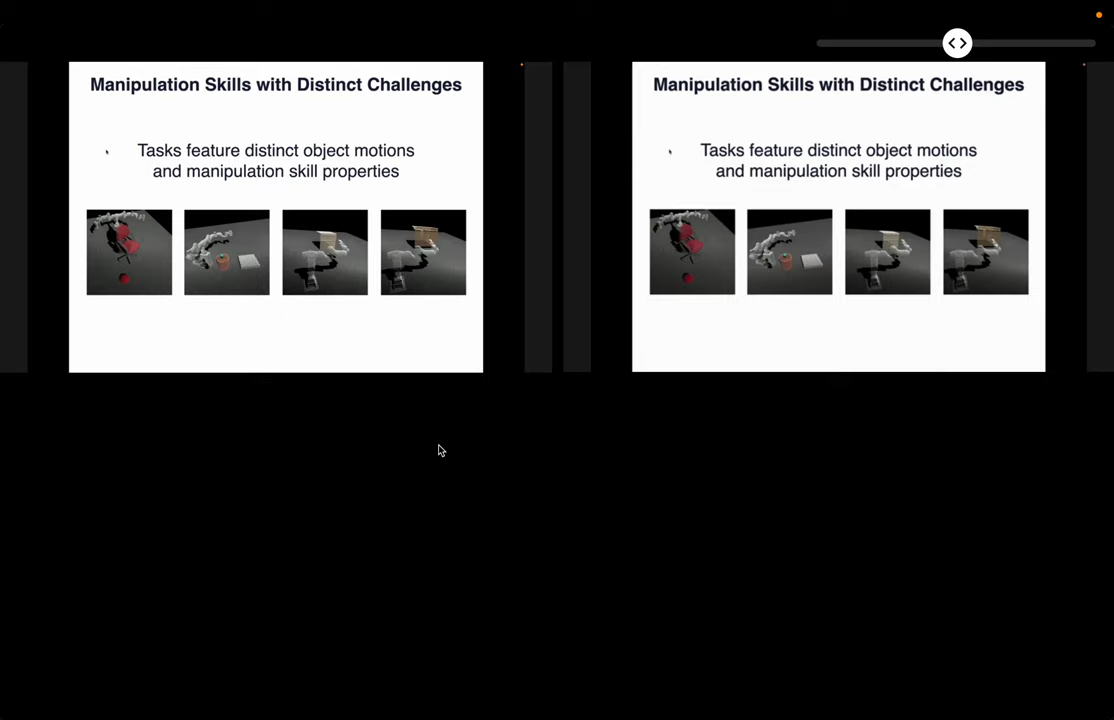 Manipulation Skills with Distinct Challenges
Tasks feature distinct object motions
and manipulation skill properties
Manipulation Skills with Distinct Challenges
Tasks feature distinct object motions
and manipulation skill properties